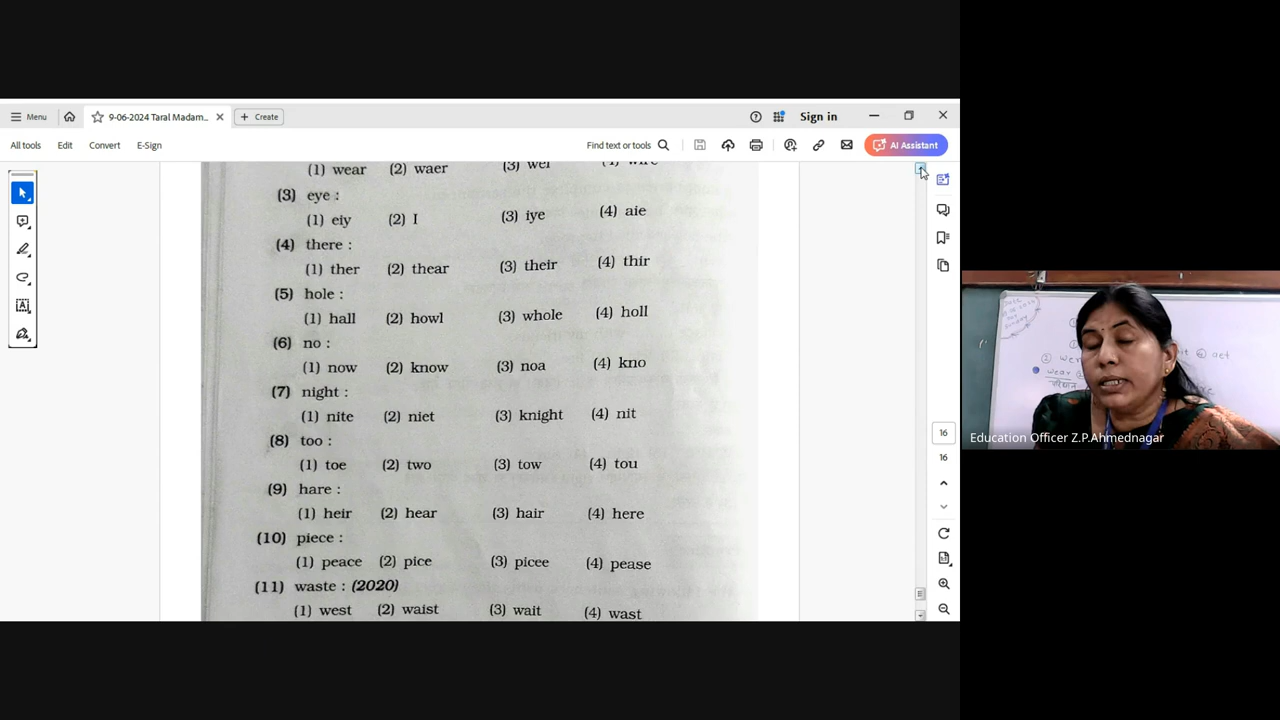 Menu
9-06-2024 Taral Madam...
Create
Sign in
All tools Edit Convert E-Sign
Find text or tools
AI Assistant
(1) wear (2) waer (3) wei (4) wire
(3) eye :
(1) eiy (2) I (3) iye (4) aie
(4) there :
(1) ther (2) thear (3) their (4) thir
(5) hole :
(1) hall (2) howl (3) whole (4) holl
(6) no :
(1) now (2) know (3) noa (4) kno
(7) night :
(1) nite (2) niet (3) knight (4) nit
(8) too :
(1) toe (2) two (3) tow (4) tou
(9) hare :
(1) heir (2) hear (3) hair (4) here
(10) piece :
(1) peace (2) pice (3) picee (4) pease
(11) waste : (2020)
(1) west (2) waist (3) wait (4) wast
16
16
wear
Education Officer Z.P.Ahmednagar